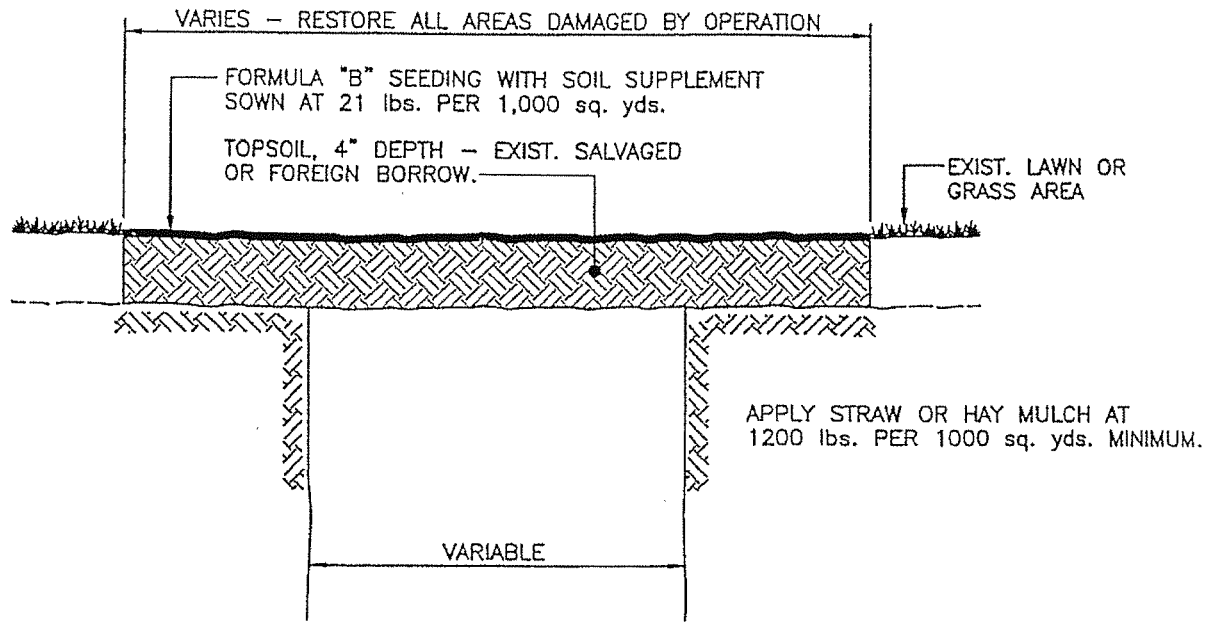 VARIES - RESTORE ALL AREAS DAMAGED BY OPERATION
FORMULA "B" SEEDING WITH SOIL SUPPLEMENT
SOWN AT 21 lbs. PER 1,000 sq. yds.
TOPSOIL, 4" DEPTH - EXIST. SALVAGED
OR FOREIGN BORROW.
EXIST. LAWN OR
GRASS AREA
APPLY STRAW OR HAY MULCH AT
1200 lbs. PER 1000 sq. yds. MINIMUM.
VARIABLE